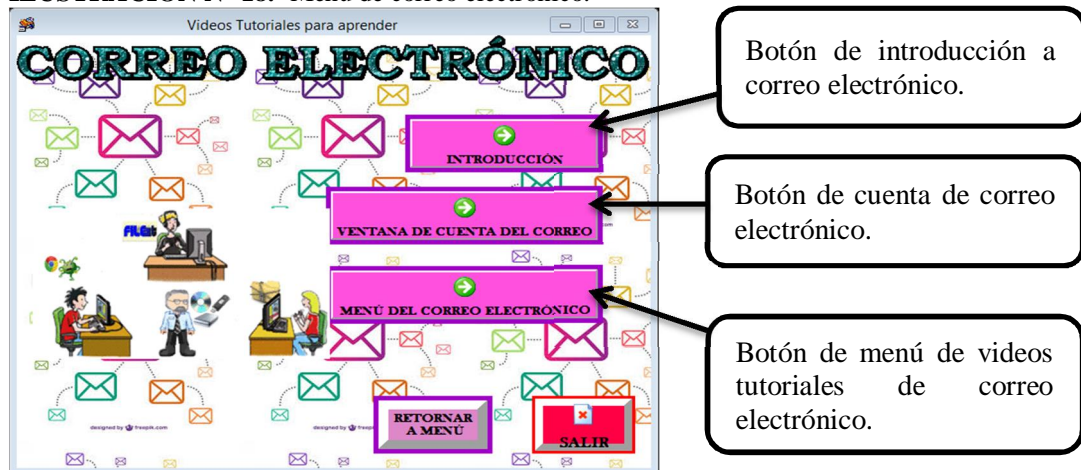 Videos Tutoriales para aprender
CORREO ELECTRÓNICO
Botón de introducción a
correo electrónico.
INTRODUCCIÓN
Botón de cuenta de correo
electrónico.
VENTANA DE CUENTA DEL CORREO
FILExt
MENÚ DEL CORREO ELECTRÓNICO
Botón de menú de videos
tutoriales de correo
electrónico.
RETORNAR
A MENÚ
SALIR
designed by freepik.com
designed by freepik.com